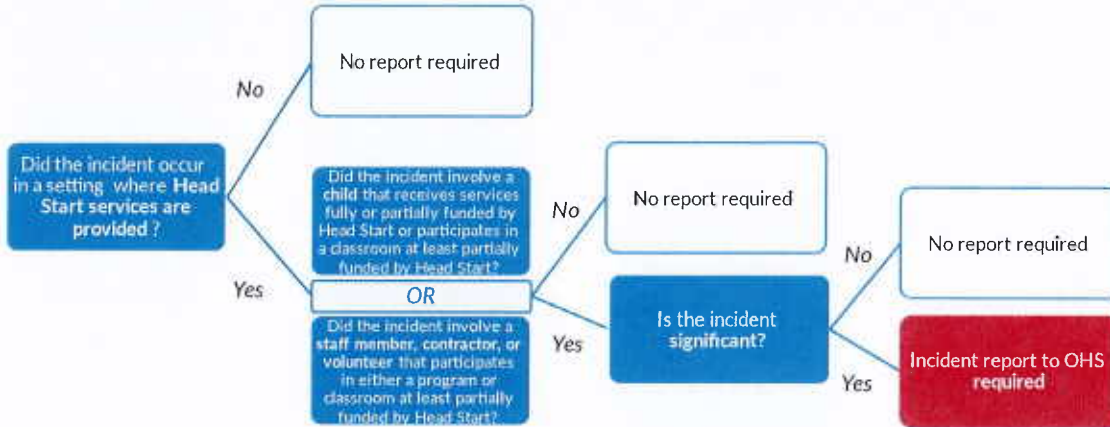 No report required
No
Did the incident occur
in a setting where Head
Start services are
provided ?
Yes
Did the incident involve a
child that receives services
fully or partially funded by
Head Start or participates in
a classroom at least partially
funded by Head Start?
OR
Did the incident involve a
staff member, contractor, or
volunteer that participates
in either a program or
classroom at least partially
funded by Head Start?
No
No report required
Yes
Is the incident
significant?
No
No report required
Yes
Incident report to OHS
required